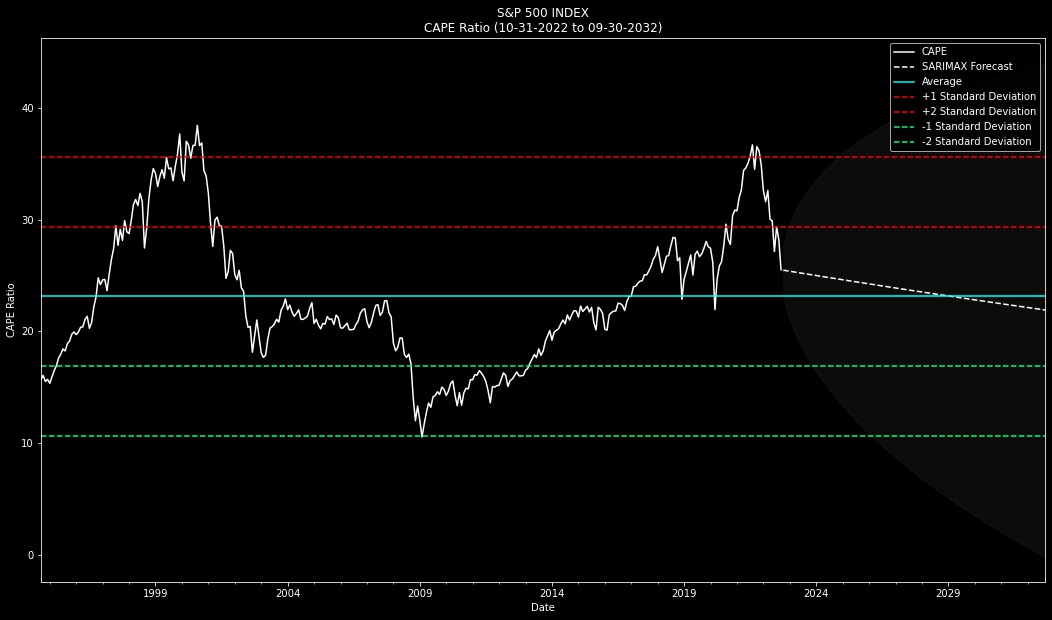 S&P 500 INDEX
CAPE Ratio (10-31-2022 to 09-30-2032)
CAPE
SARIMAX Forecast
Average
+1 Standard Deviation
+2 Standard Deviation
-1 Standard Deviation
-2 Standard Deviation
CAPE Ratio
40
30
20
10
0
1999
2004
2009
2014
2019
2024
2029
Date